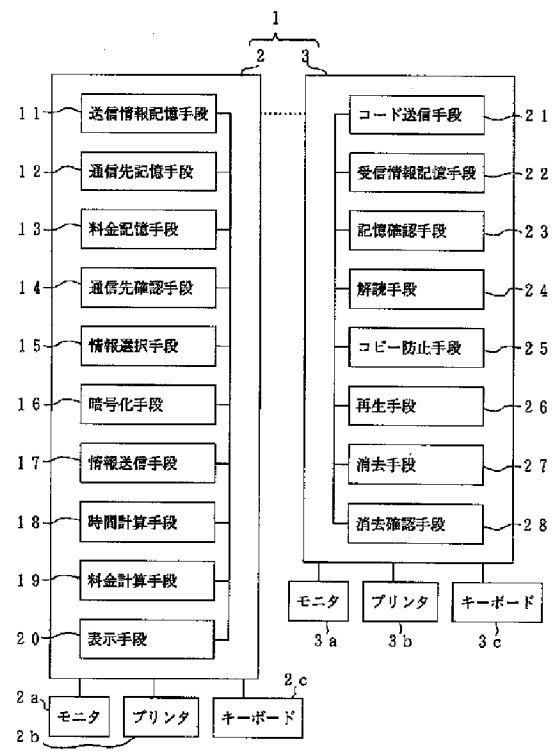 1
2 3
11 送信情報記憶手段
12 通信先記憶手段
13 料金記憶手段
14 通信先確認手段
15 情報選択手段
16 暗号化手段
17 情報送信手段
18 時間計算手段
19 料金計算手段
20 表示手段
2a モニタ
2b プリンタ
2c キーボード
コード送信手段 21
受信情報記憶手段 22
記憶確認手段 23
解読手段 24
コピー防止手段 25
再生手段 26
消去手段 27
消去確認手段 28
モニタ プリンタ キーボード
3a 3b 3c